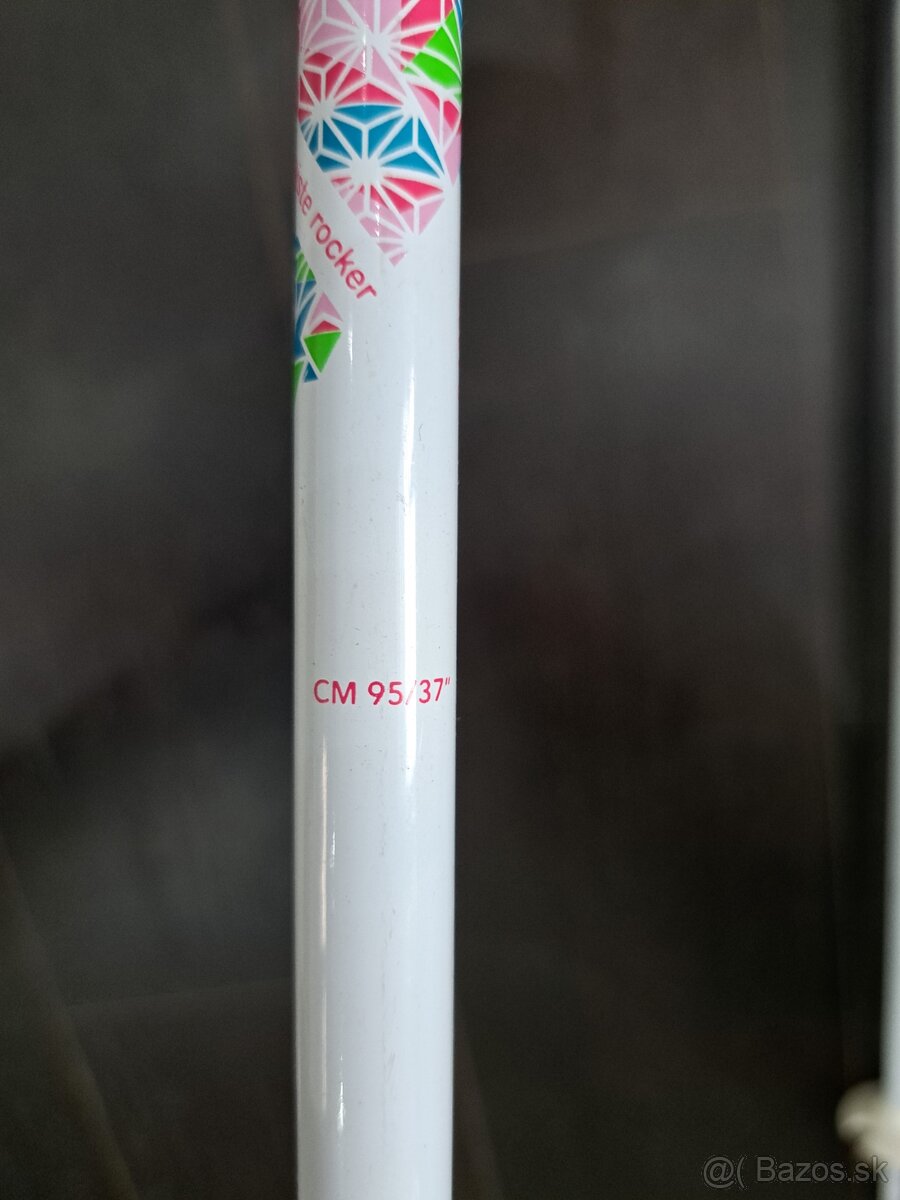 rocker
CM 95/37"
@( Bazos.sk